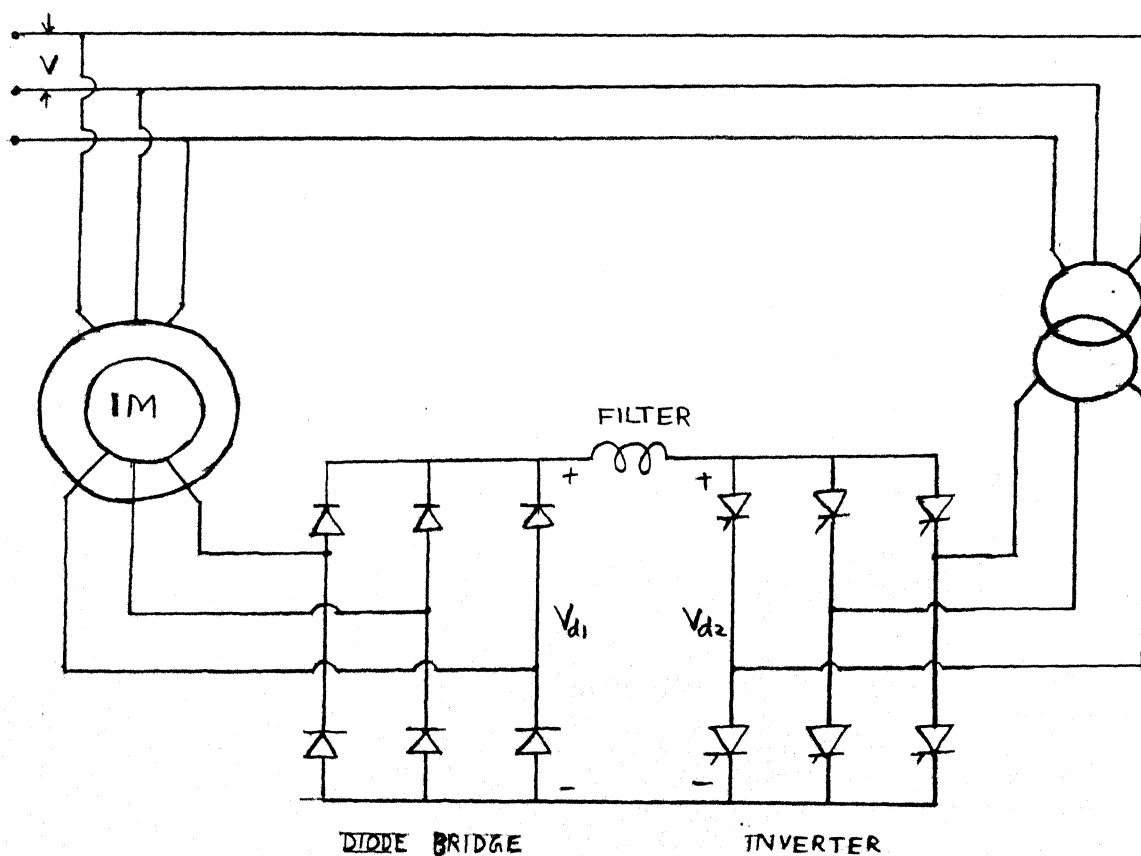 V
IM
FILTER
+ +
Vd1 Vd2
- -
DIODE BRIDGE INVERTER